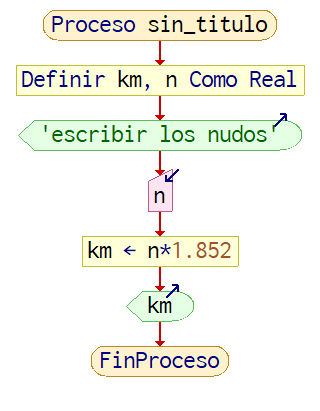 Proceso sin_titulo
Definir km, n Como Real
'escribir los nudos'
n
km ← n*1.852
km
FinProceso